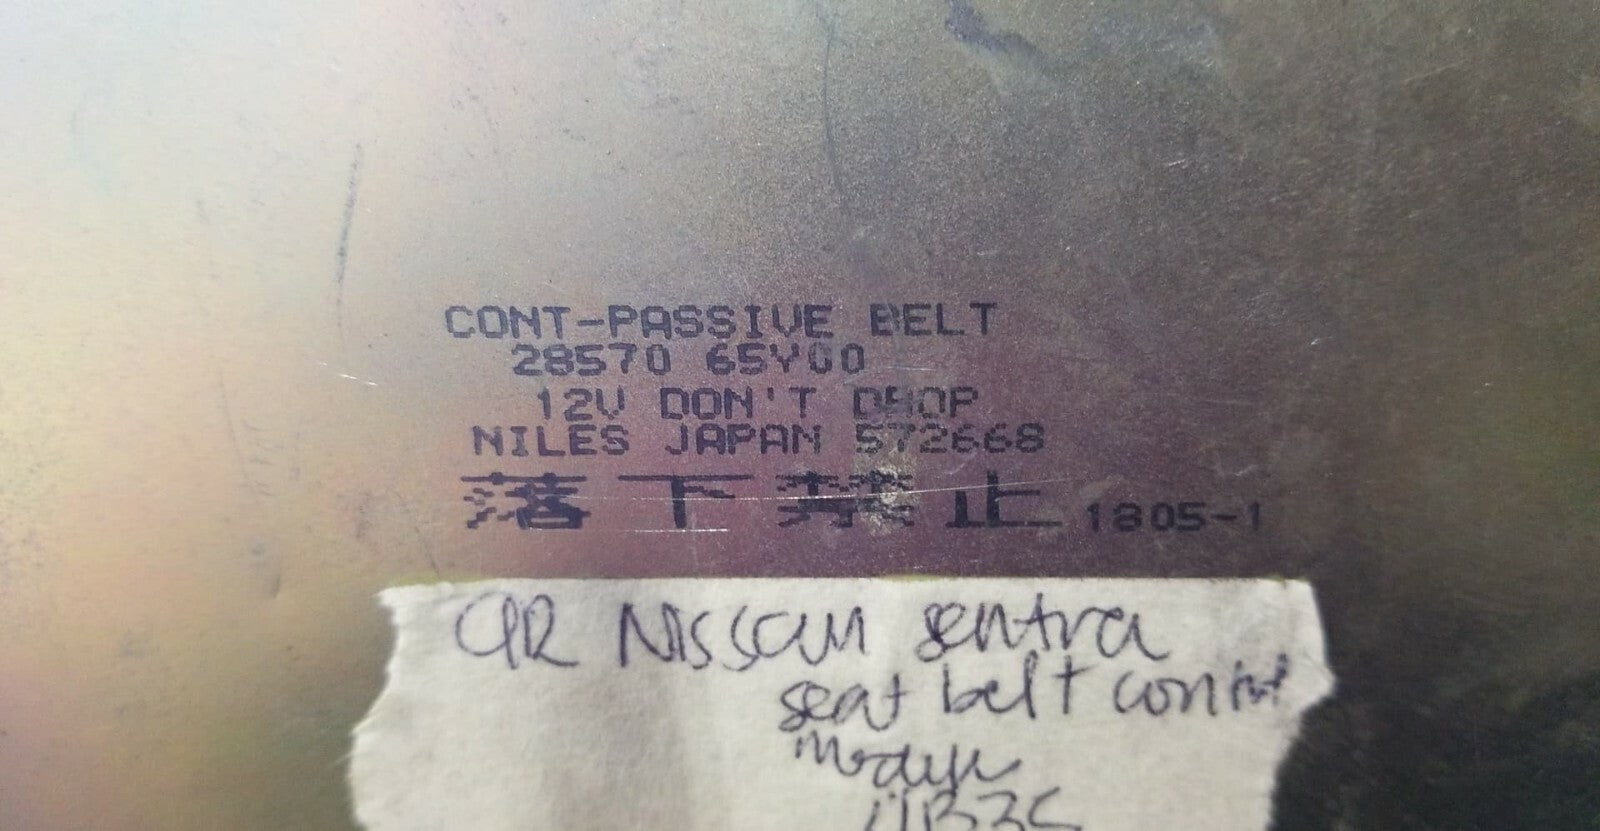 CONT-PASSIVE BELT
28570 65Y00
12V DON'T DROP
NILES JAPAN 572668
落下禁止 1805-1
92 Nissan sentra
seat belt control
module